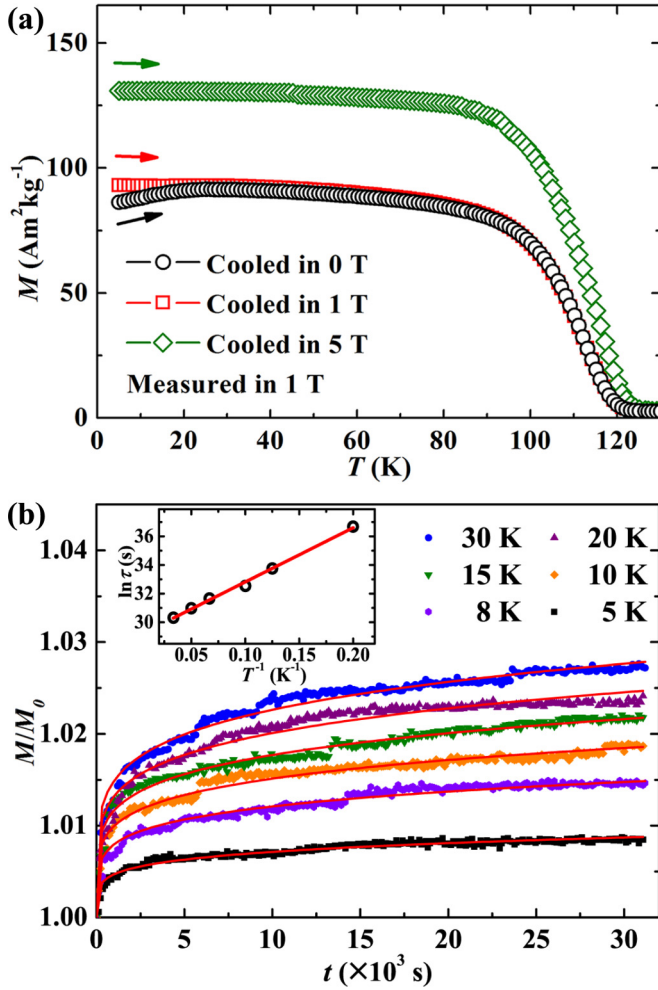 (a)
150
100
50
0
M (Am²kg⁻¹)
Cooled in 0 T
Cooled in 1 T
Cooled in 5 T
Measured in 1 T
0 20 40 60 80 100 120
T (K)
(b)
1.04
1.03
1.02
1.01
1.00
M/M₀
36
34
32
30
ln τ (s)
0.05 0.10 0.15 0.20
T⁻¹ (K⁻¹)
30 K 20 K
15 K 10 K
8 K 5 K
0 5 10 15 20 25 30
t (×10³ s)